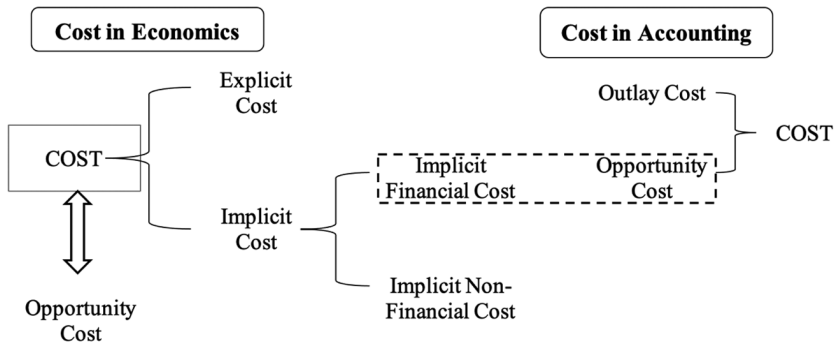 Cost in Economics
Cost in Accounting
Explicit
Cost
Outlay Cost
COST
COST
Implicit
Financial Cost
Opportunity
Cost
Implicit
Cost
Implicit Non-
Financial Cost
Opportunity
Cost